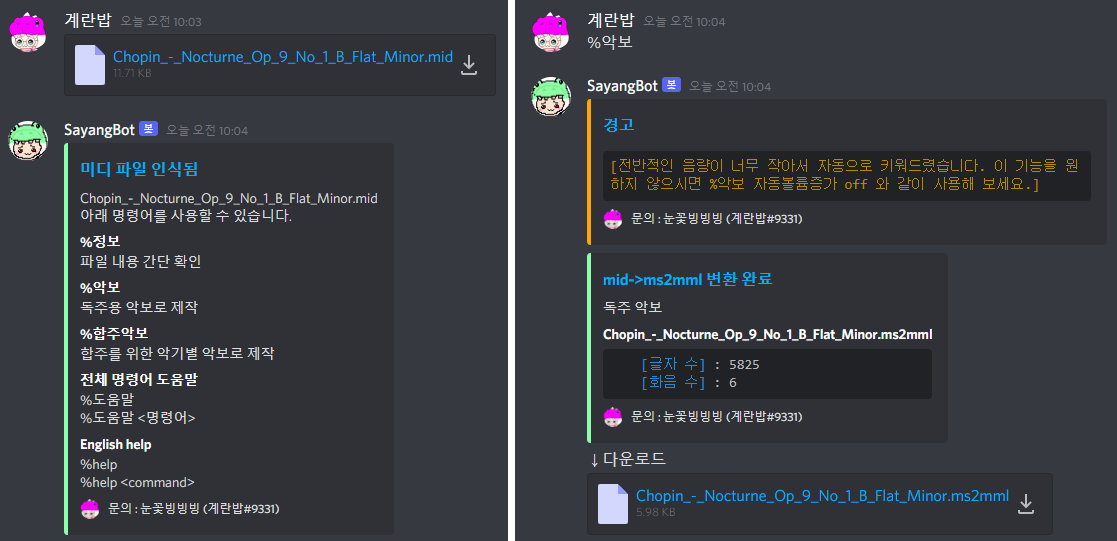 계란밥 오늘 오전 10:03
Chopin_-_Nocturne_Op_9_No_1_B_Flat_Minor.mid
11.71 KB
SayangBot 봇 오늘 오전 10:04
미디 파일 인식됨
Chopin_-_Nocturne_Op_9_No_1_B_Flat_Minor.mid
아래 명령어를 사용할 수 있습니다.
%정보
파일 내용 간단 확인
%악보
독주용 악보로 제작
%합주악보
합주를 위한 악기별 악보로 제작
전체 명령어 도움말
%도움말
%도움말 <명령어>
English help
%help
%help <command>
문의 : 눈꽃빙빙빙 (계란밥#9331)
계란밥 오늘 오전 10:04
%악보
SayangBot 봇 오늘 오전 10:04
경고
[전반적인 음량이 너무 작아서 자동으로 키워드렸습니다. 이 기능을 원
하지 않으시면 %악보 자동볼륨증가 off 와 같이 사용해 보세요.]
문의 : 눈꽃빙빙빙 (계란밥#9331)
mid->ms2mml 변환 완료
독주 악보
Chopin_-_Nocturne_Op_9_No_1_B_Flat_Minor.ms2mml
[글자 수] : 5825
[화음 수] : 6
문의 : 눈꽃빙빙빙 (계란밥#9331)
↓다운로드
Chopin_-_Nocturne_Op_9_No_1_B_Flat_Minor.ms2mml
5.98 KB